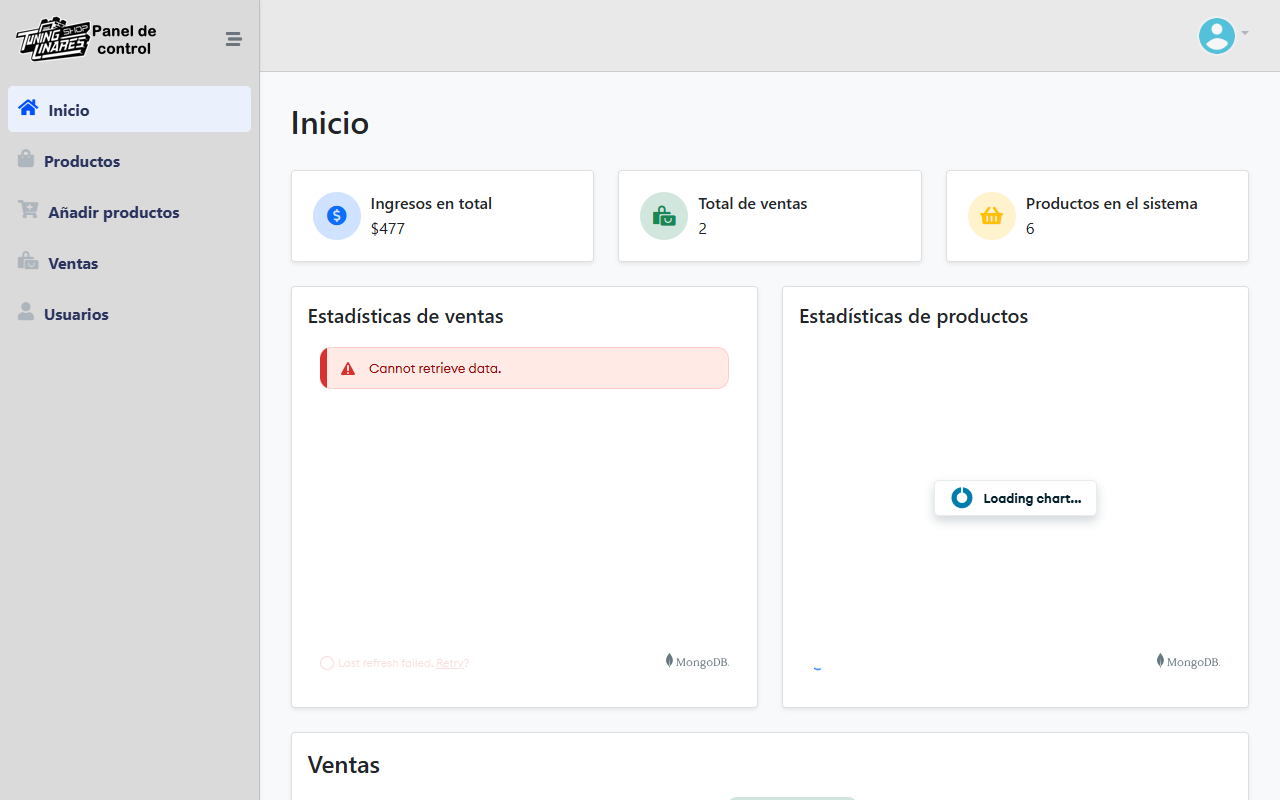 TUNING SHOP
LINARES
Panel de
control
Inicio
Productos
Añadir productos
Ventas
Usuarios
Inicio
Ingresos en total
$477
Total de ventas
2
Productos en el sistema
6
Estadísticas de ventas
Cannot retrieve data.
Last refresh failed. Retry?
MongoDB.
Estadísticas de productos
Loading chart...
MongoDB.
Ventas